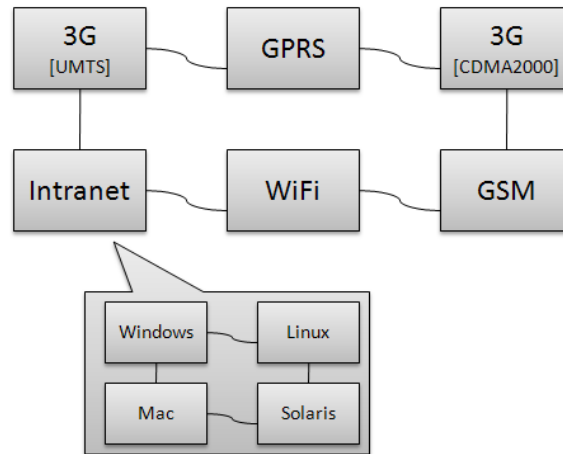 3G
[UMTS]
GPRS
3G
[CDMA2000]
Intranet
WiFi
GSM
Windows
Linux
Mac
Solaris